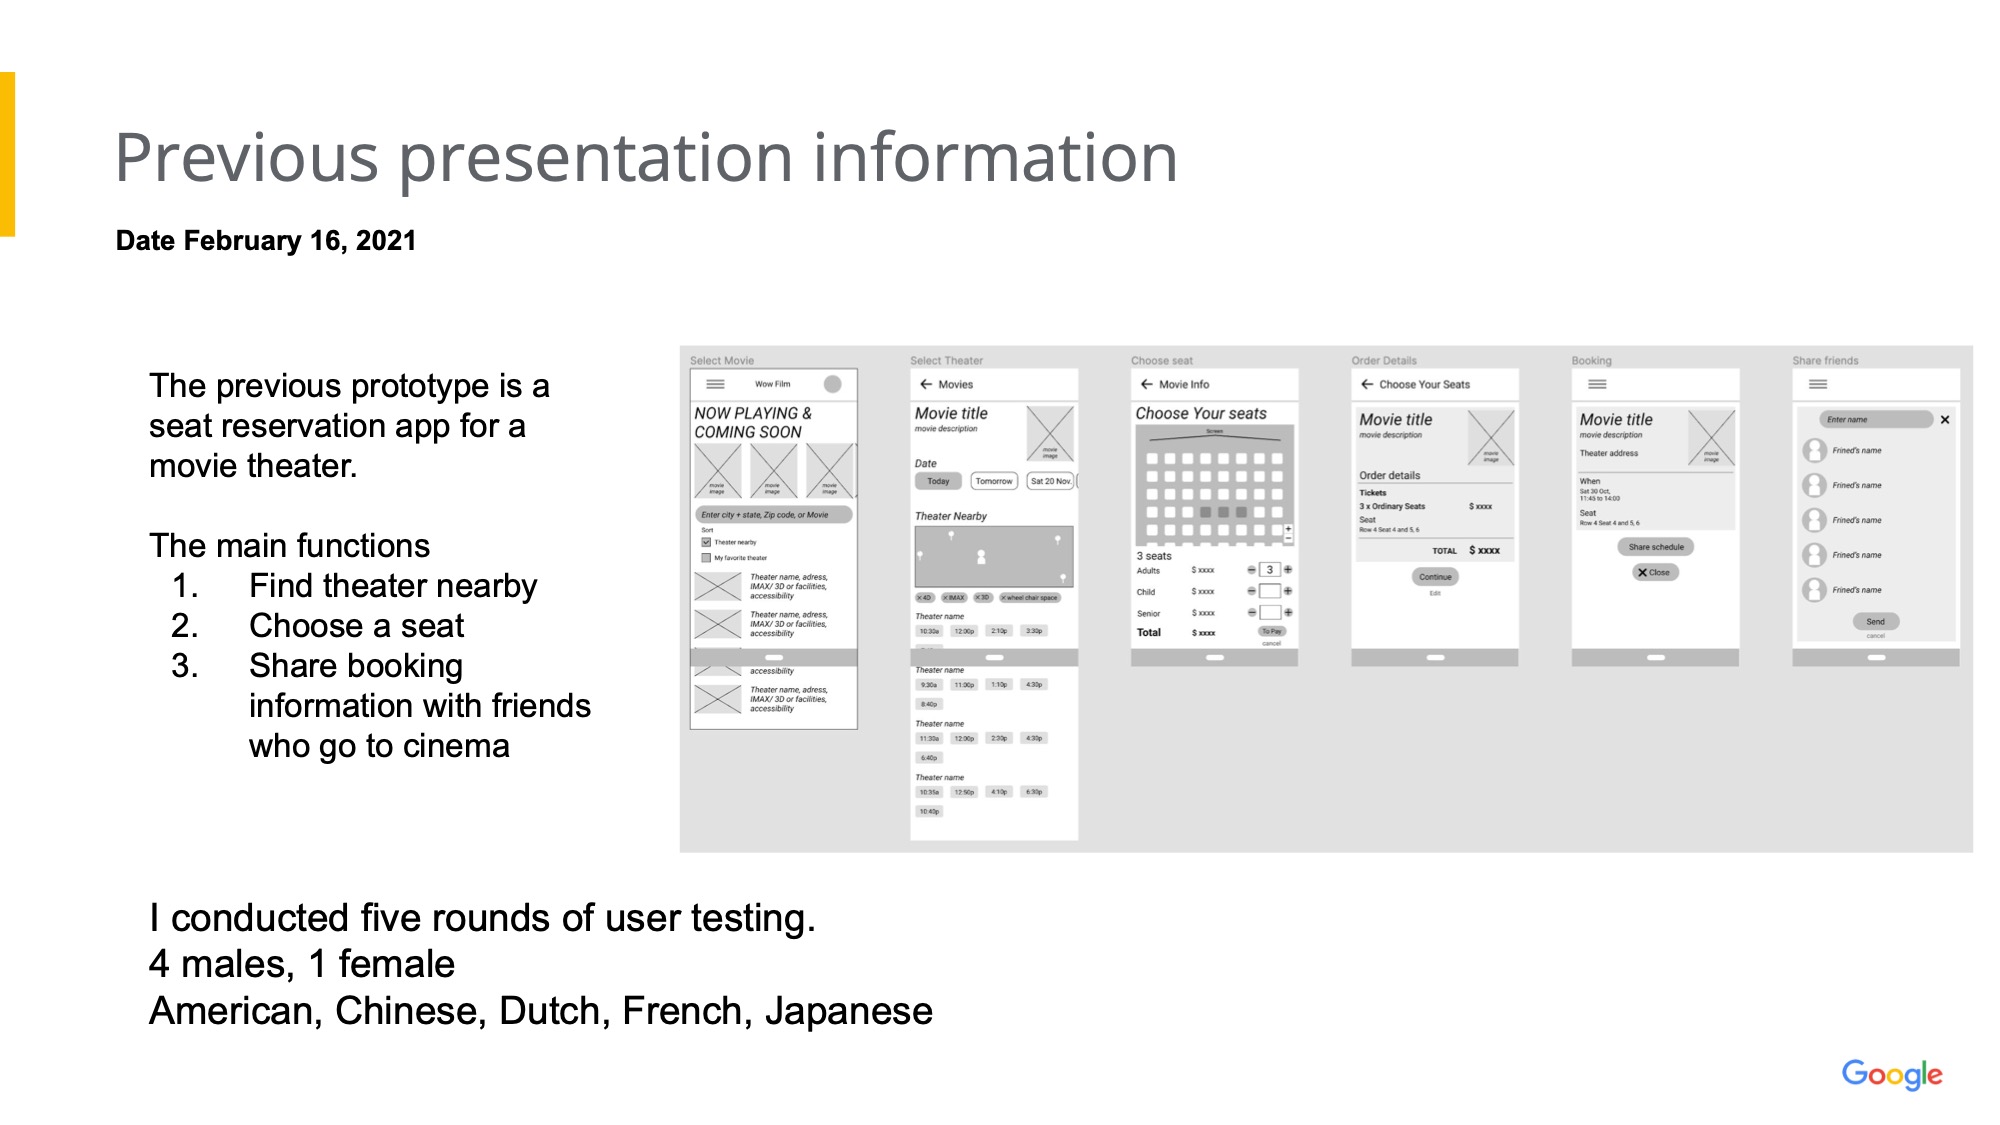 Previous presentation information
Date February 16, 2021
The previous prototype is a
seat reservation app for a
movie theater.
The main functions
1. Find theater nearby
2. Choose a seat
3. Share booking
information with friends
who go to cinema
Select Movie
Wow Film
NOW PLAYING &
COMING SOON
movie
image
movie
image
movie
image
Enter city + state, Zip code, or Movie
Sort
Theater nearby
My favorite theater
Theater name, adress,
IMAX/ 3D or facilities,
accessibility
Theater name, adress,
IMAX/ 3D or facilities,
accessibility
accessibility
Theater name, adress,
IMAX/ 3D or facilities,
accessibility
Select Theater
Movies
Movie title
movie description
movie
image
Date
Today
Tomorrow
Sat 20 Nov.
Theater Nearby
×4D ×IMAX ×3D ×wheel chair space
Theater name
10:30a 12:00p 2:10p 3:30p
Theater name
9:30a 11:00p 1:10p 4:30p
8:40p
Theater name
11:30a 12:00p 2:30p 4:30p
6:40p
Theater name
10:35a 12:50p 4:10p 6:30p
10:40p
Choose seat
Movie Info
Choose Your seats
Screen
+
−
3 seats
Adults $ xxxx 3
Child $ xxxx
Senior $ xxxx
Total $ xxxx To Pay
cancel
Order Details
Choose Your Seats
Movie title
movie description
movie
image
Order details
Tickets
3 x Ordinary Seats $ xxxx
Seat
Row 4 Seat 4 and 5, 6
TOTAL $ xxxx
Continue
Edit
Booking
Movie title
movie description
Theater address
movie
image
When
Sat 30 Oct,
11:45 to 14:00
Seat
Row 4 Seat 4 and 5, 6
Share schedule
× Close
Share friends
Enter name ×
Frined's name
Frined's name
Frined's name
Frined's name
Frined's name
Send
cancel
I conducted five rounds of user testing.
4 males, 1 female
American, Chinese, Dutch, French, Japanese
Google